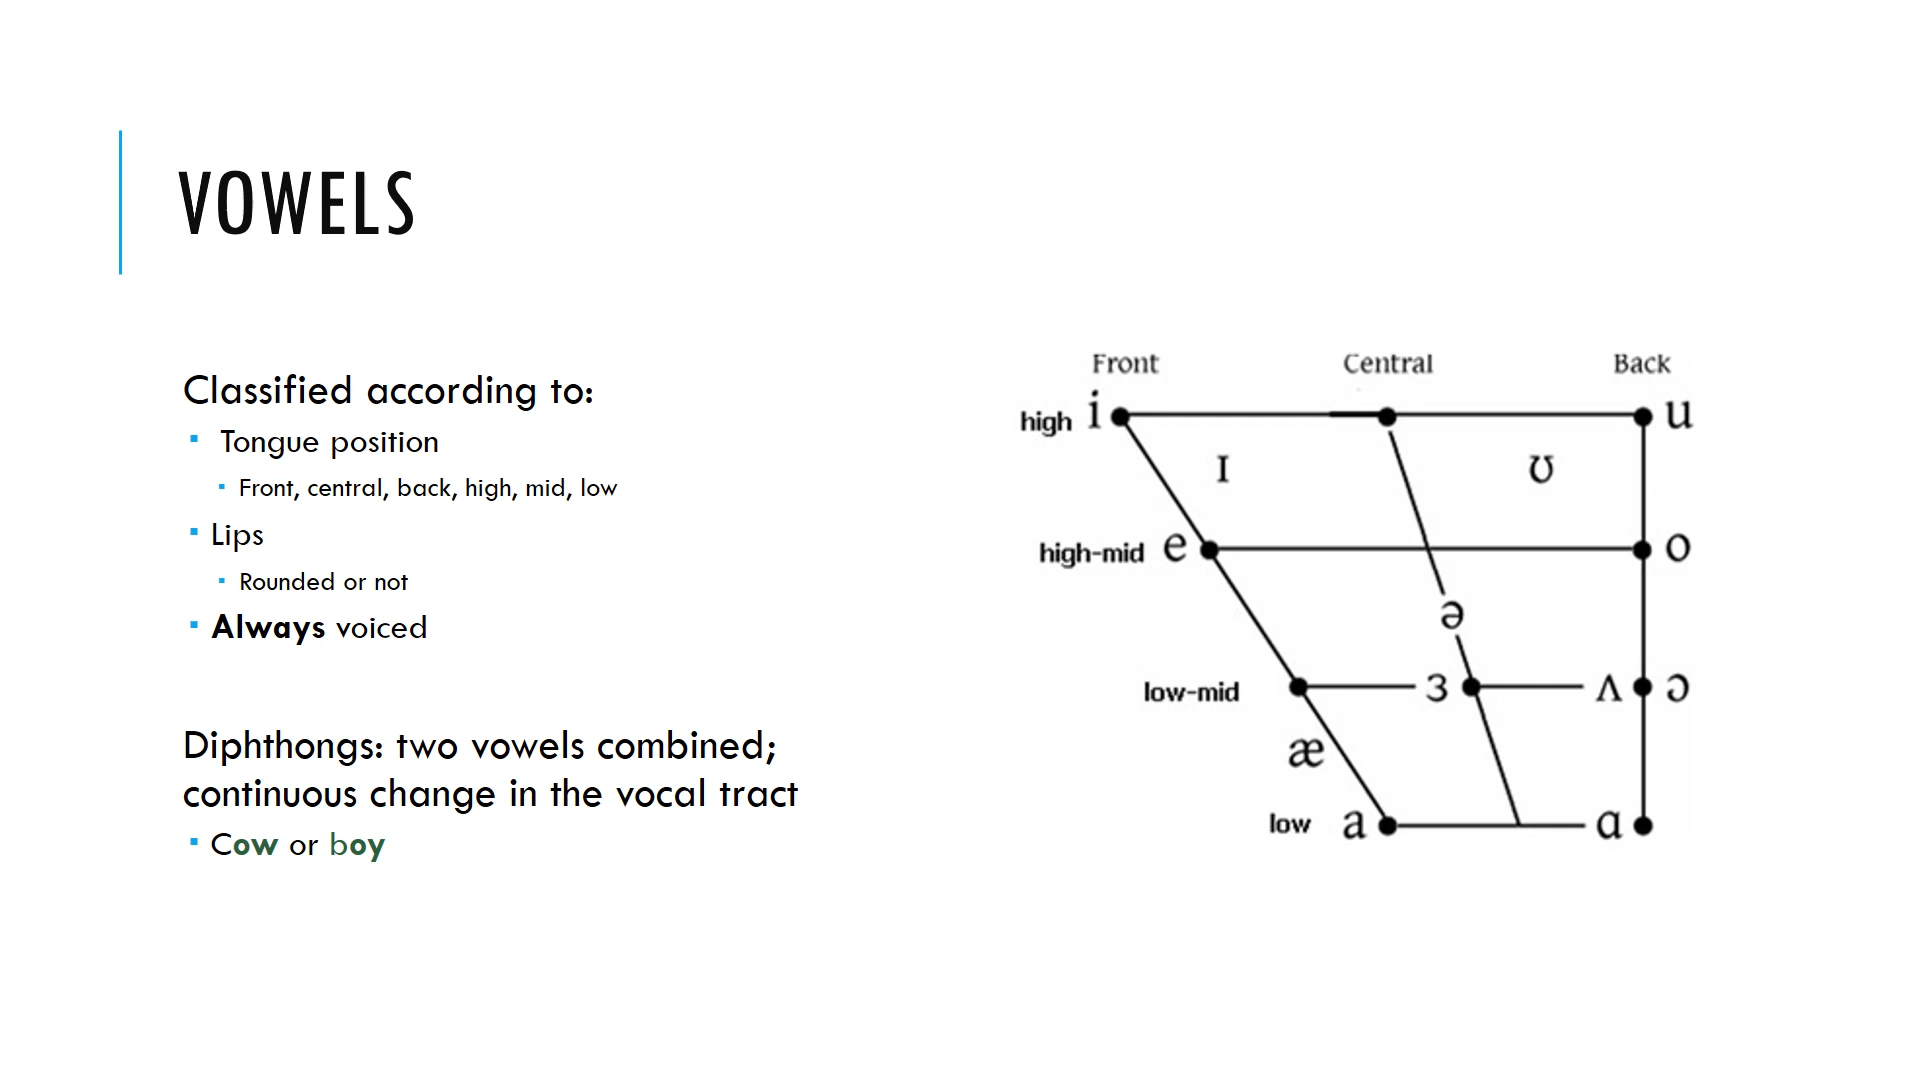 VOWELS
Classified according to:
▪ Tongue position
▪ Front, central, back, high, mid, low
▪ Lips
▪ Rounded or not
▪ Always voiced
Diphthongs: two vowels combined;
continuous change in the vocal tract
▪ Cow or boy
Front Central Back
high i u
ɪ ʊ
high-mid e o
ə
low-mid ɜ ʌ ɔ
æ
low a ɑ